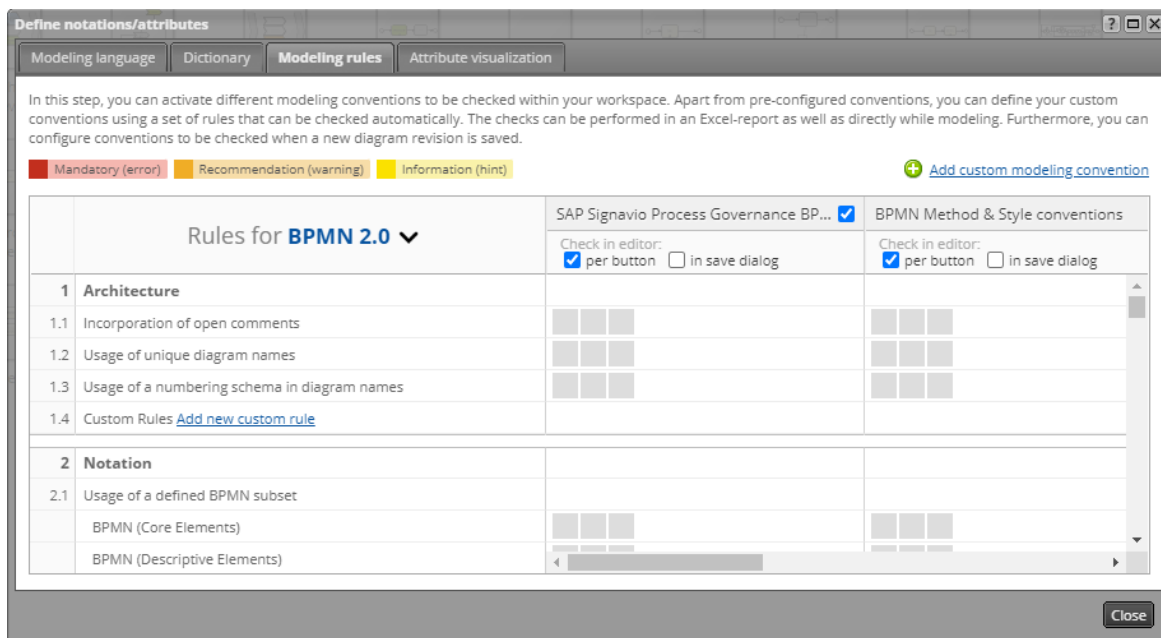 Define notations/attributes
?
Modeling language
Dictionary
Modeling rules
Attribute visualization
In this step, you can activate different modeling conventions to be checked within your workspace. Apart from pre-configured conventions, you can define your custom
conventions using a set of rules that can be checked automatically. The checks can be performed in an Excel-report as well as directly while modeling. Furthermore, you can
configure conventions to be checked when a new diagram revision is saved.
Mandatory (error)
Recommendation (warning)
Information (hint)
Add custom modeling convention
Rules for BPMN 2.0
SAP Signavio Process Governance BP...
BPMN Method & Style conventions
Check in editor:
per button
in save dialog
Check in editor:
per button
in save dialog
1 Architecture
1.1 Incorporation of open comments
1.2 Usage of unique diagram names
1.3 Usage of a numbering schema in diagram names
1.4 Custom Rules Add new custom rule
2 Notation
2.1 Usage of a defined BPMN subset
BPMN (Core Elements)
BPMN (Descriptive Elements)
Close